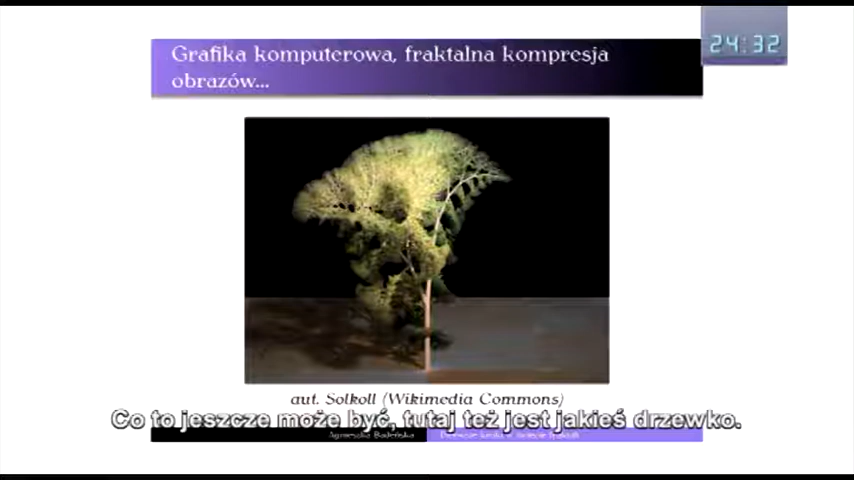 24:32
Grafika komputerowa, fraktalna kompresja
obrazów...
aut. Solkoll (Wikimedia Commons)
Co to jeszcze może być, tutaj też jest jakieś drzewko.
Agnieszka